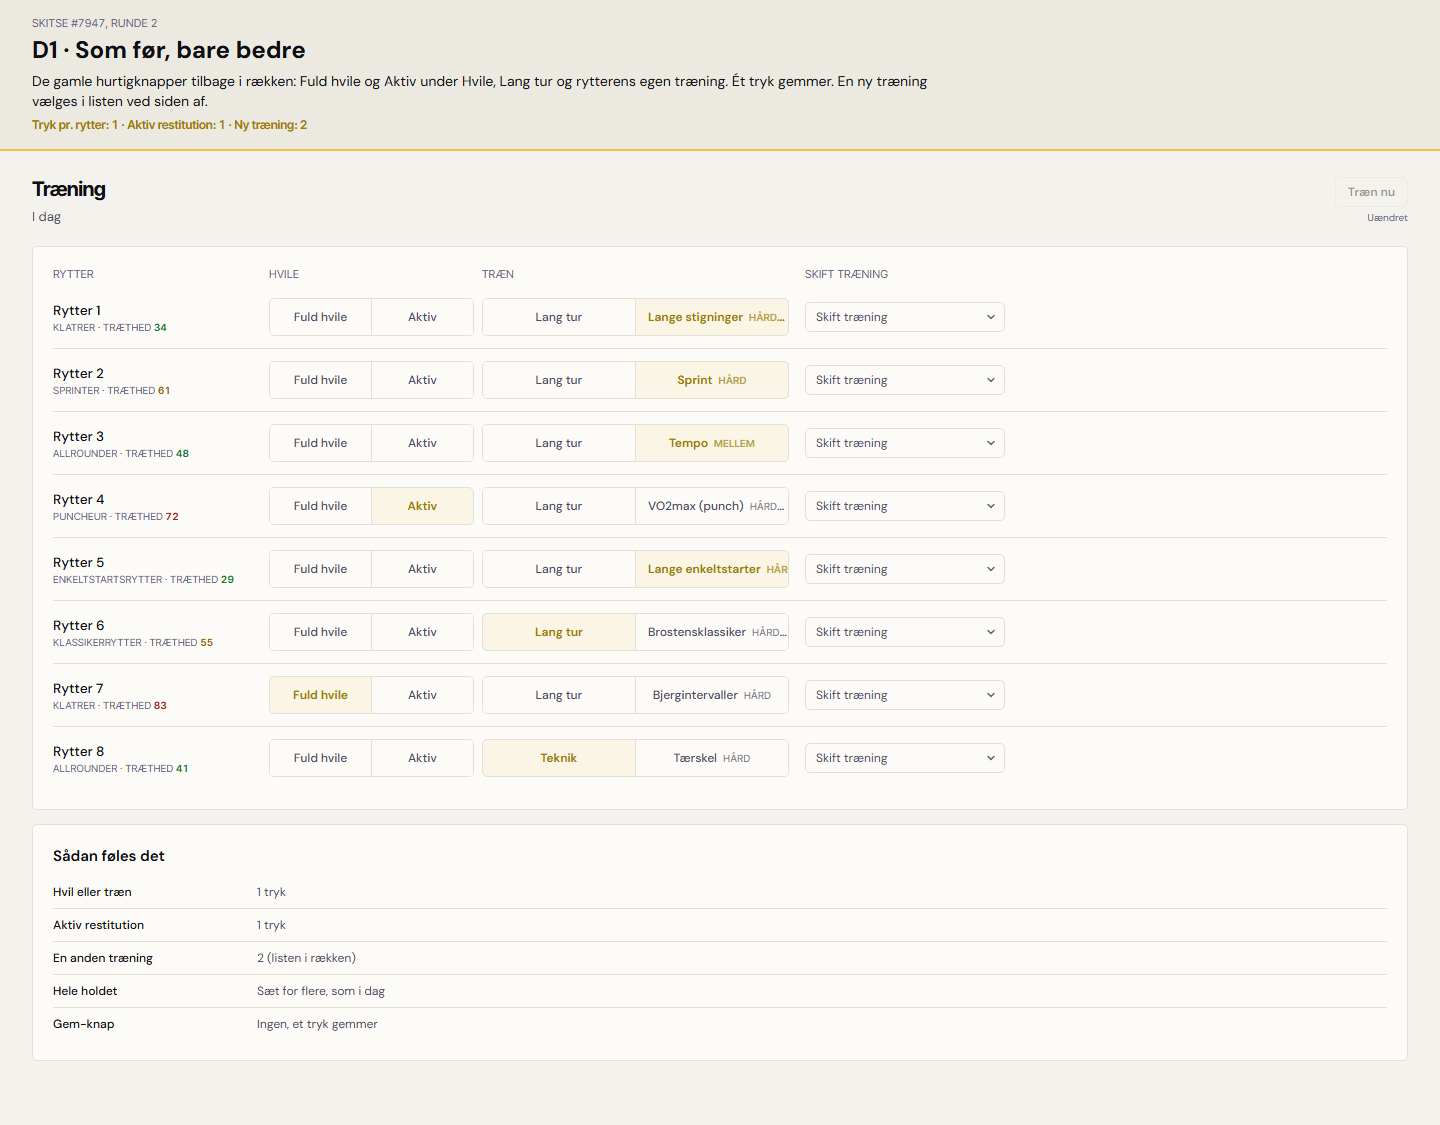 SKITSE #7947, RUNDE 2
D1 · Som før, bare bedre
De gamle hurtigknapper tilbage i rækken: Fuld hvile og Aktiv under Hvile, Lang tur og rytterens egen træning. Ét tryk gemmer. En ny træning
vælges i listen ved siden af.
Tryk pr. rytter: 1 · Aktiv restitution: 1 · Ny træning: 2
Træning
Træn nu
I dag
Uændret
RYTTER HVILE TRÆN SKIFT TRÆNING
Rytter 1
KLATRER · TRÆTHED 34
Fuld hvile Aktiv Lang tur Lange stigninger HÅRD... Skift træning
Rytter 2
SPRINTER · TRÆTHED 61
Fuld hvile Aktiv Lang tur Sprint HÅRD Skift træning
Rytter 3
ALLROUNDER · TRÆTHED 48
Fuld hvile Aktiv Lang tur Tempo MELLEM Skift træning
Rytter 4
PUNCHEUR · TRÆTHED 72
Fuld hvile Aktiv Lang tur VO2max (punch) HÅRD... Skift træning
Rytter 5
ENKELTSTARTSRYTTER · TRÆTHED 29
Fuld hvile Aktiv Lang tur Lange enkeltstarter HÅR Skift træning
Rytter 6
KLASSIKERRYTTER · TRÆTHED 55
Fuld hvile Aktiv Lang tur Brostensklassiker HÅRD... Skift træning
Rytter 7
KLATRER · TRÆTHED 83
Fuld hvile Aktiv Lang tur Bjergintervaller HÅRD Skift træning
Rytter 8
ALLROUNDER · TRÆTHED 41
Fuld hvile Aktiv Teknik Tærskel HÅRD Skift træning
Sådan føles det
Hvil eller træn 1 tryk
Aktiv restitution 1 tryk
En anden træning 2 (listen i rækken)
Hele holdet Sæt for flere, som i dag
Gem-knap Ingen, et tryk gemmer